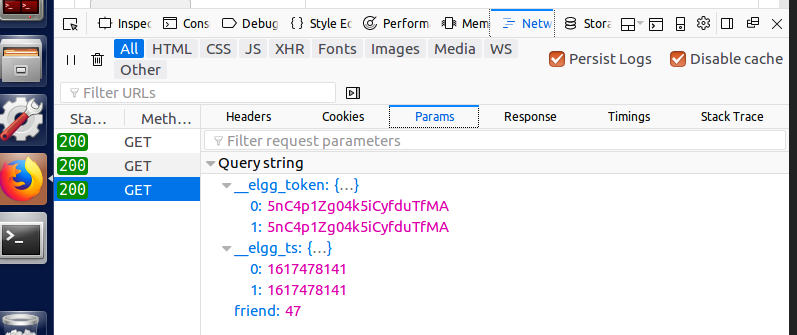 Inspec
Cons
Debug
Style Ed
Perform
Mem
Netw
Stora
All HTML CSS JS XHR Fonts Images Media WS
Other
Persist Logs
Disable cache
Filter URLs
Sta… Meth…
Headers Cookies Params Response Timings Stack Trace
Filter request parameters
200 GET
200 GET
200 GET
Query string
__elgg_token: {…}
0: 5nC4p1Zg04k5iCyfduTfMA
1: 5nC4p1Zg04k5iCyfduTfMA
__elgg_ts: {…}
0: 1617478141
1: 1617478141
friend: 47